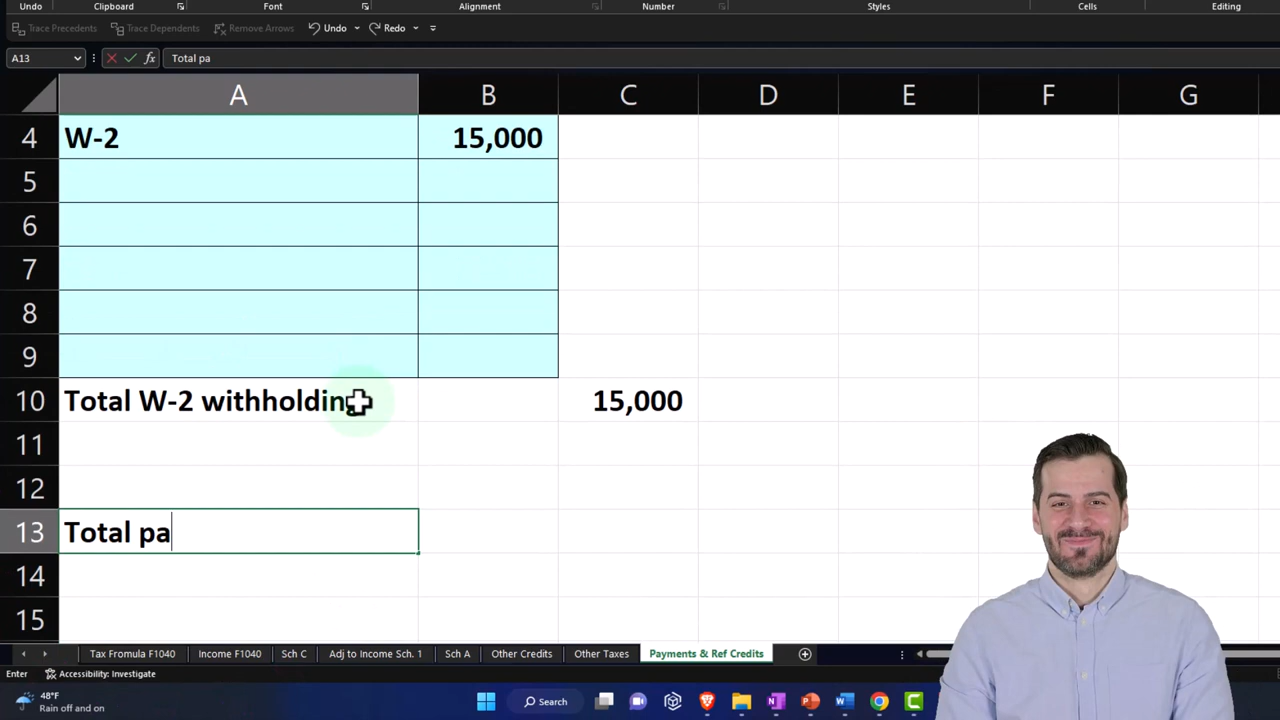 Undo Clipboard Font Alignment Number Styles Cells Editing
Trace Precedents Trace Dependents Remove Arrows Undo Redo
A13 fx Total pa
A B C D E F G
4 W-2 15,000
5
6
7
8
9
10 Total W-2 withholding 15,000
11
12
13 Total pa
14
15
Tax Fromula F1040 Income F1040 Sch C Adj to Income Sch. 1 Sch A Other Credits Other Taxes Payments & Ref Credits
Enter Accessibility: Investigate
48°F
Rain off and on
Search